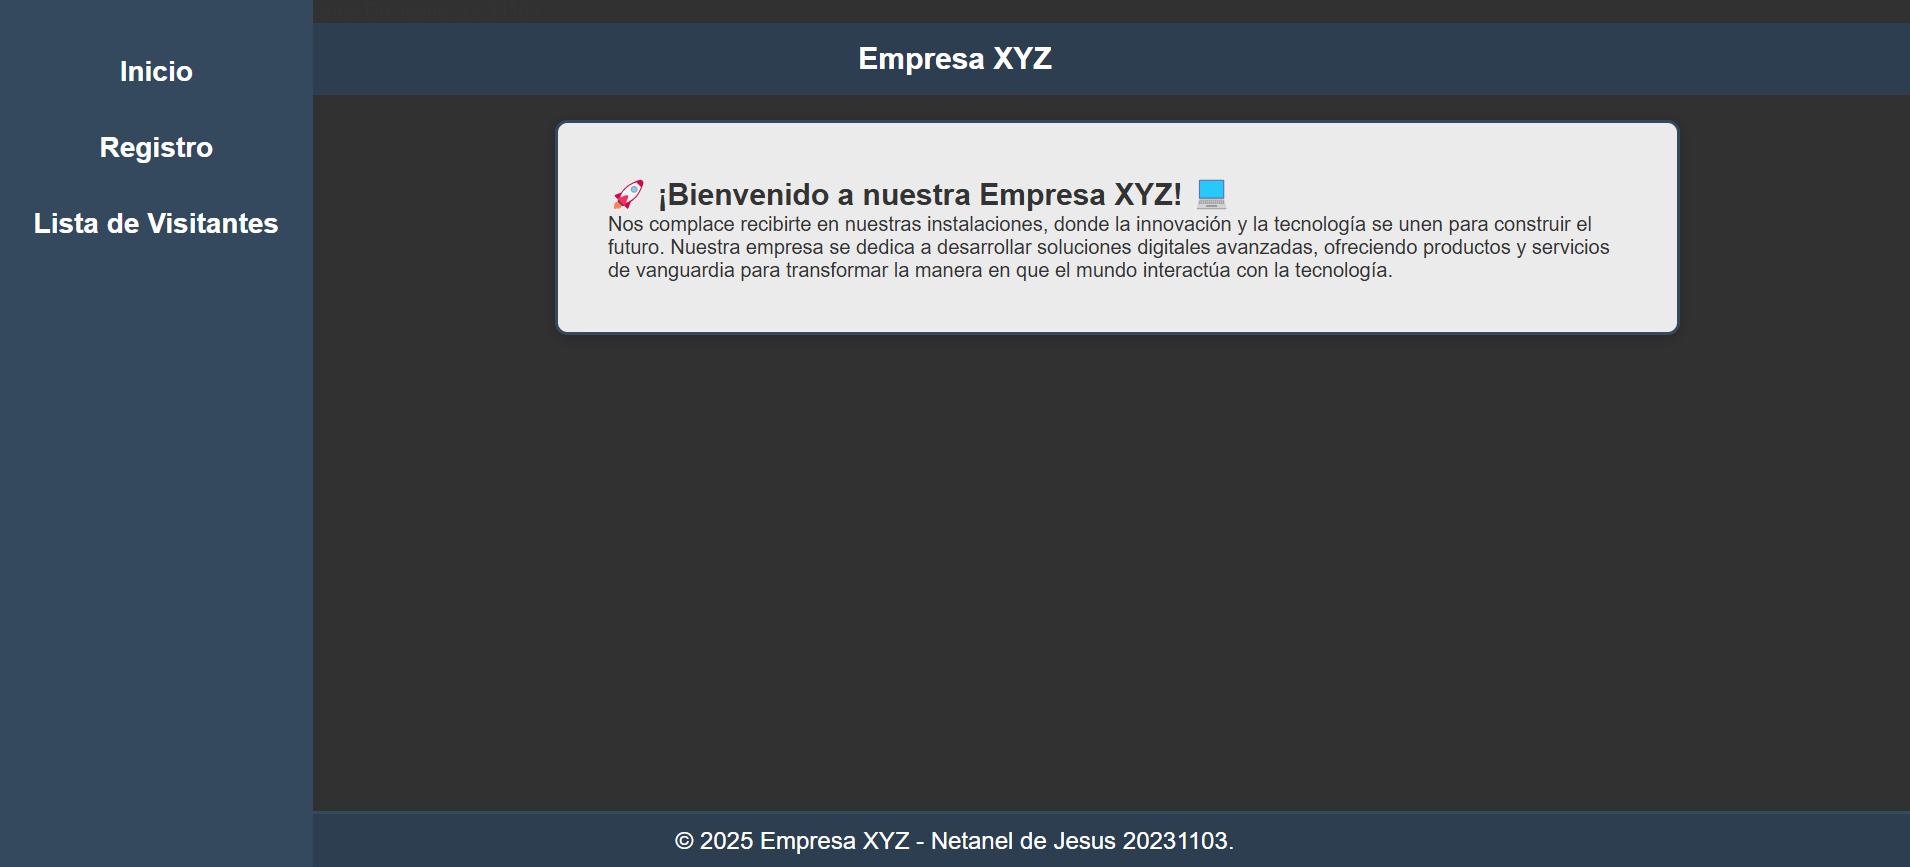 Inicio
Registro
Lista de Visitantes
Empresa XYZ
🚀 ¡Bienvenido a nuestra Empresa XYZ! 💻
Nos complace recibirte en nuestras instalaciones, donde la innovación y la tecnología se unen para construir el
futuro. Nuestra empresa se dedica a desarrollar soluciones digitales avanzadas, ofreciendo productos y servicios
de vanguardia para transformar la manera en que el mundo interactúa con la tecnología.
© 2025 Empresa XYZ - Netanel de Jesus 20231103.